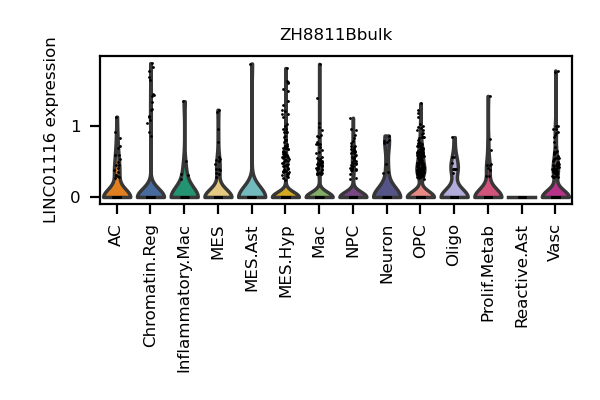 ZH8811Bbulk
LINC01116 expression
1
0
AC
Chromatin.Reg
Inflammatory.Mac
MES
MES.Ast
MES.Hyp
Mac
NPC
Neuron
OPC
Oligo
Prolif.Metab
Reactive.Ast
Vasc